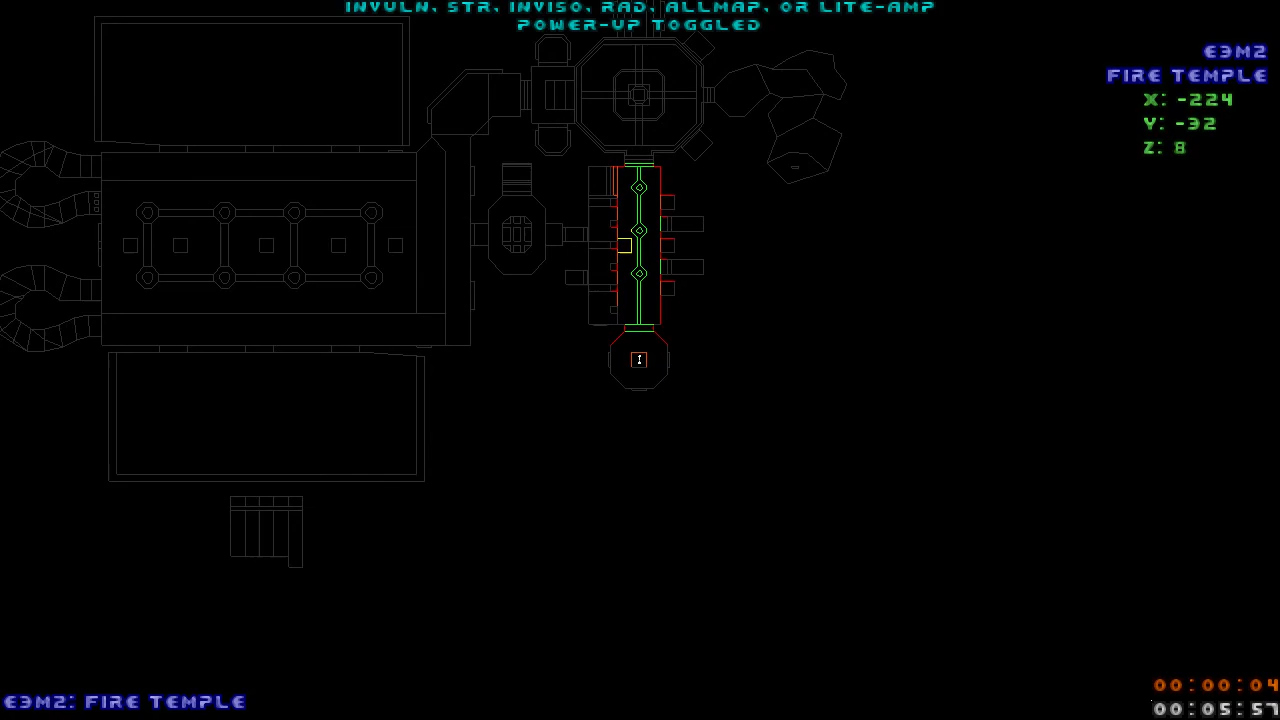 INVULN, STR, INVISO, RAD, ALLMAP, OR LITE-AMP
POWER-UP TOGGLED
E3M2
FIRE TEMPLE
X: -224
Y: -32
Z: 8
E3M2: FIRE TEMPLE
00:00:04
00:05:57